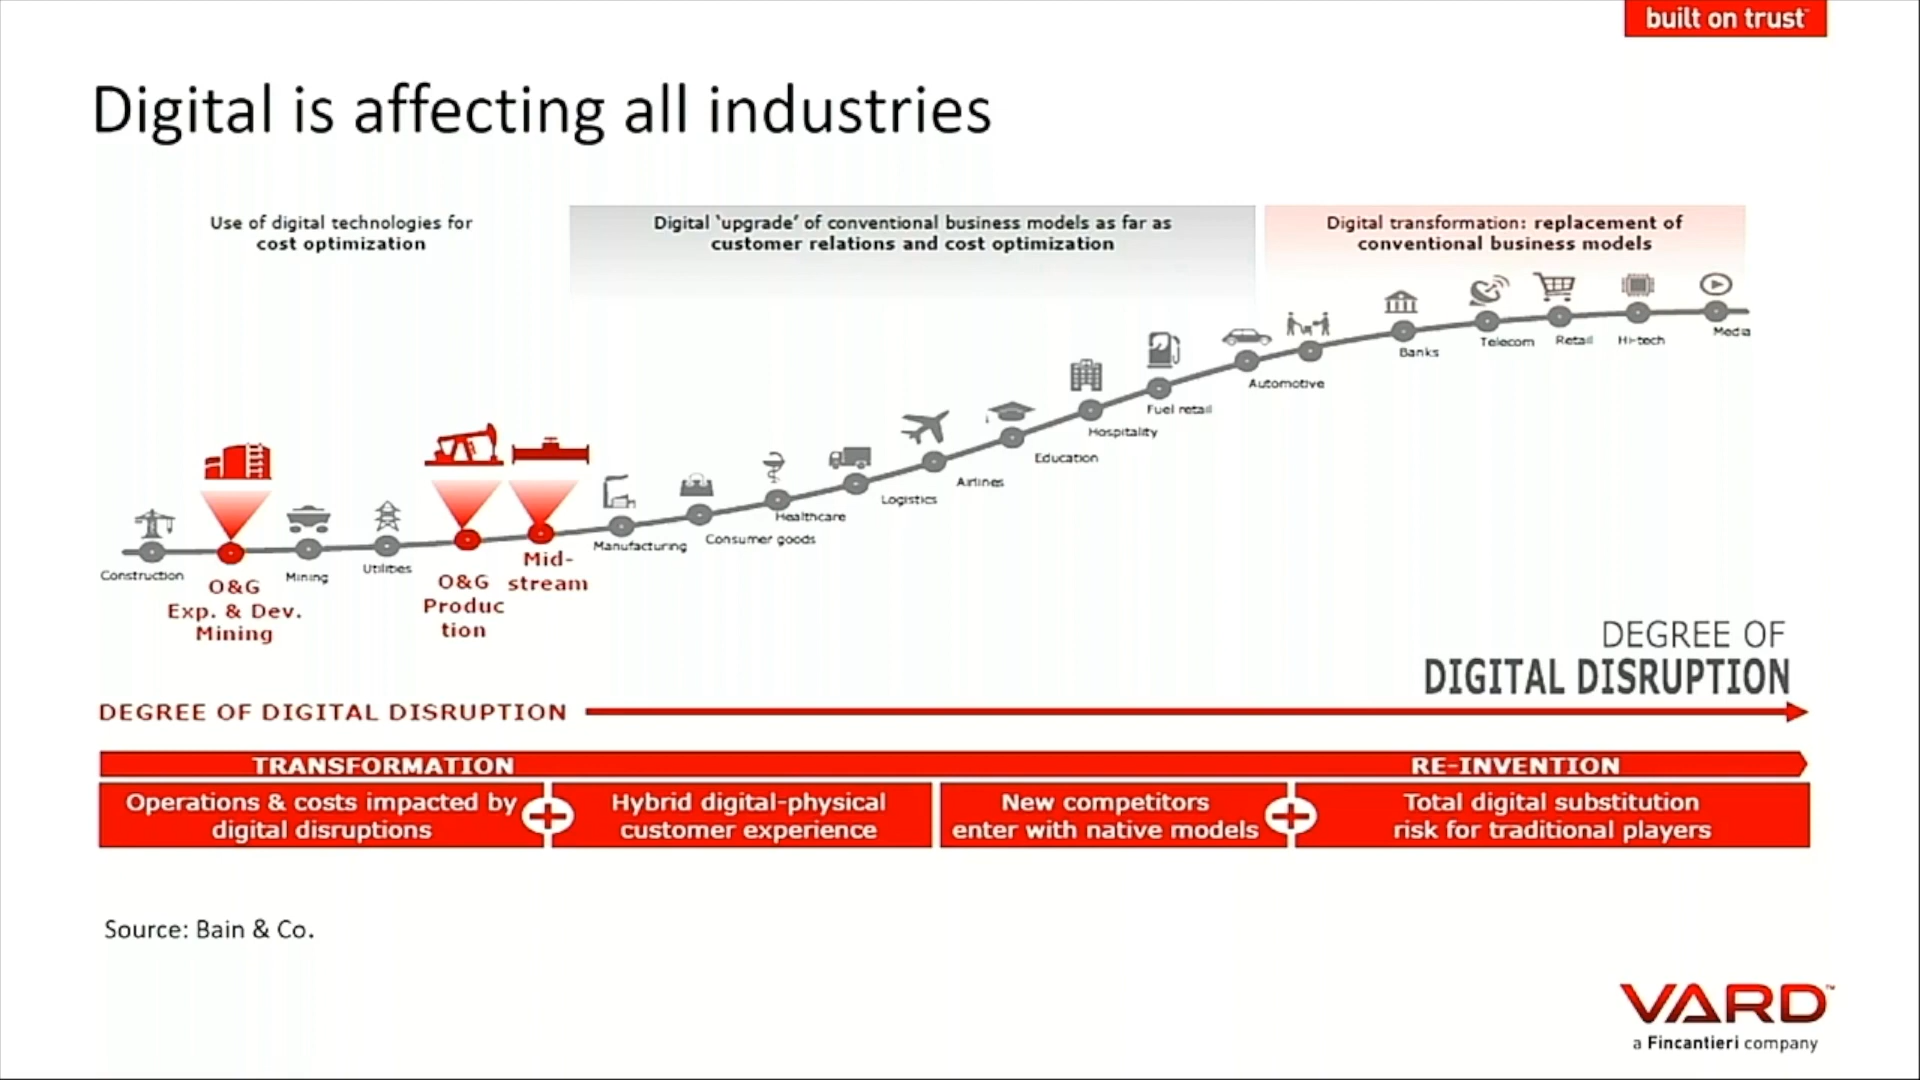 built on trust
Digital is affecting all industries
Use of digital technologies for
cost optimization
Digital ‘upgrade’ of conventional business models as far as
customer relations and cost optimization
Digital transformation: replacement of
conventional business models
Construction
O&G
Exp. & Dev.
Mining
Mining
Utilities
O&G
Produc
tion
Mid-
stream
Manufacturing
Consumer goods
Healthcare
Logistics
Airlines
Education
Hospitality
Fuel retail
Automotive
Banks
Telecom
Retail
Hi-tech
Media
DEGREE OF
DIGITAL DISRUPTION
DEGREE OF DIGITAL DISRUPTION
TRANSFORMATION
RE-INVENTION
Operations & costs impacted by
digital disruptions
Hybrid digital-physical
customer experience
New competitors
enter with native models
Total digital substitution
risk for traditional players
Source: Bain & Co.
VARD™
a Fincantieri company